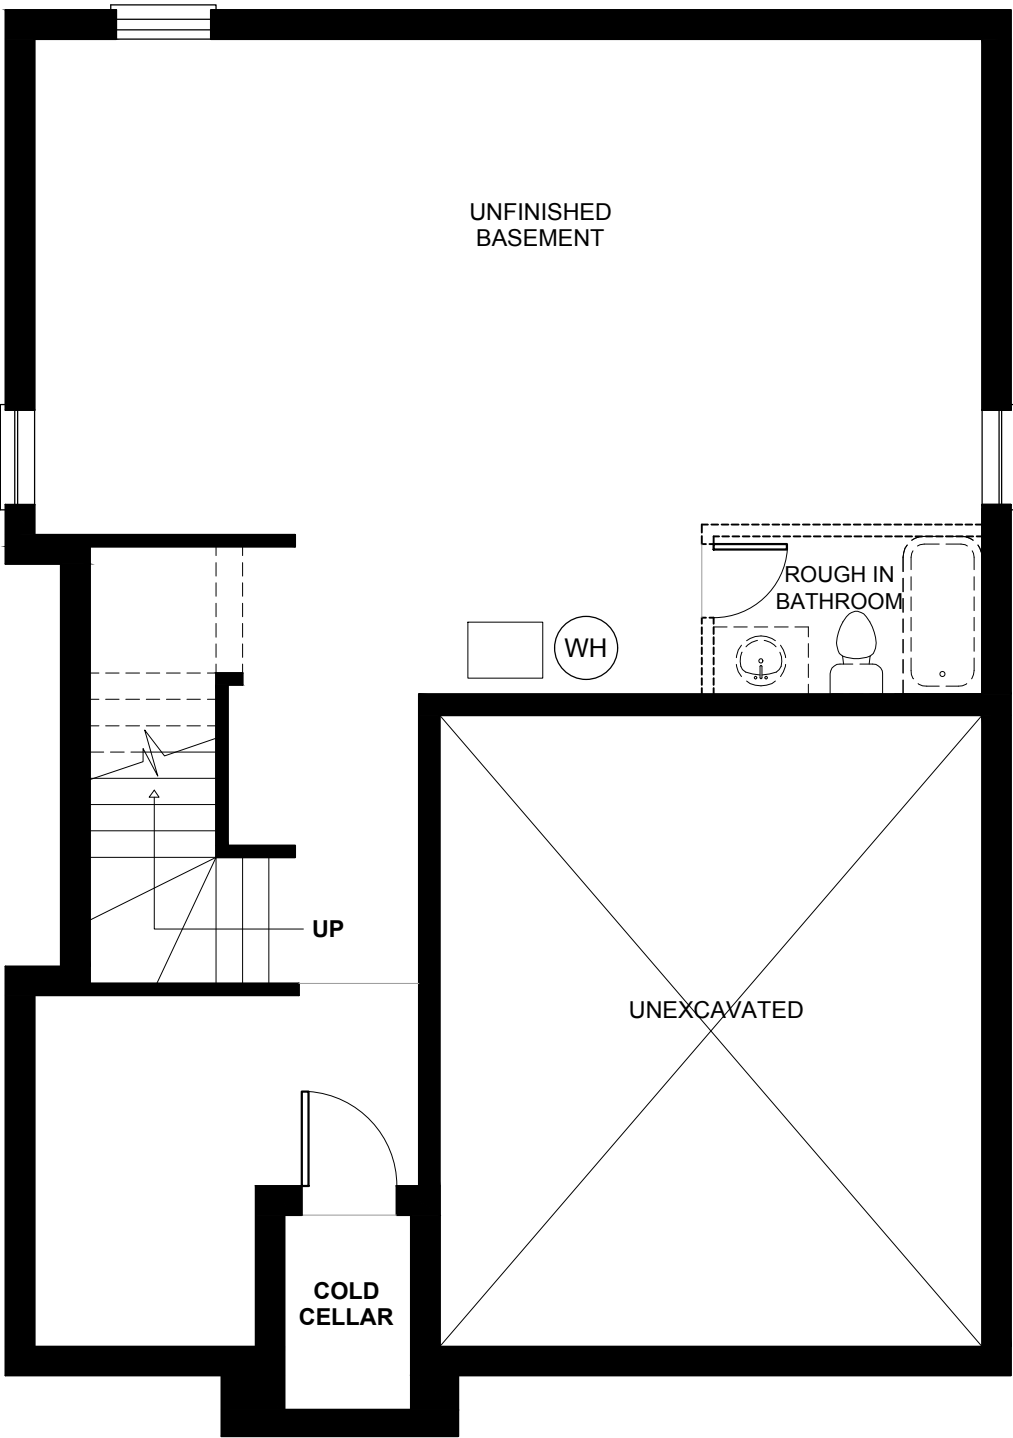 UNFINISHED
BASEMENT
ROUGH IN
BATHROOM
WH
UP
UNEXCAVATED
COLD
CELLAR